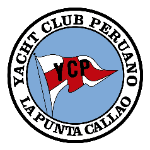 YACHT CLUB PERUANO
YCP
LA PUNTA CALLAO